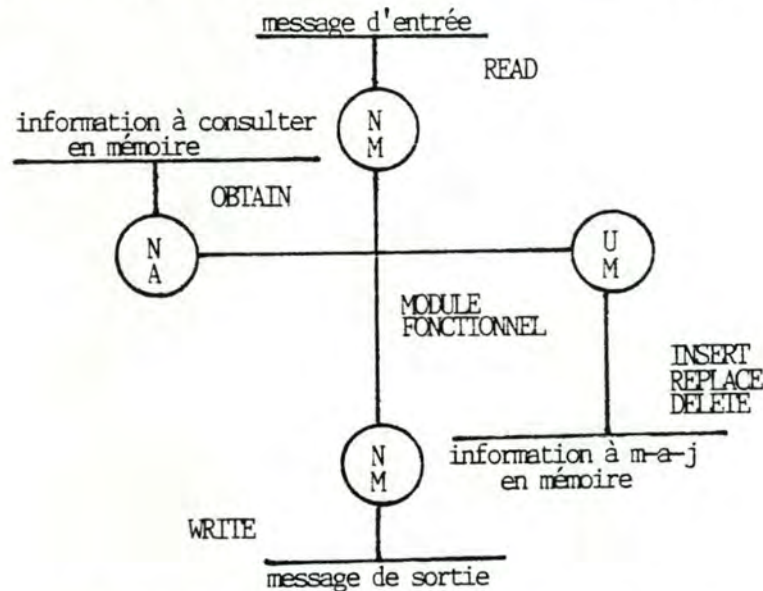 message d'entrée
READ
N
M
information à consulter
en mémoire
OBTAIN
N
A
U
M
MODULE
FONCTIONNEL
INSERT
REPLACE
DELETE
N
M
information à m-a-j
en mémoire
WRITE
message de sortie